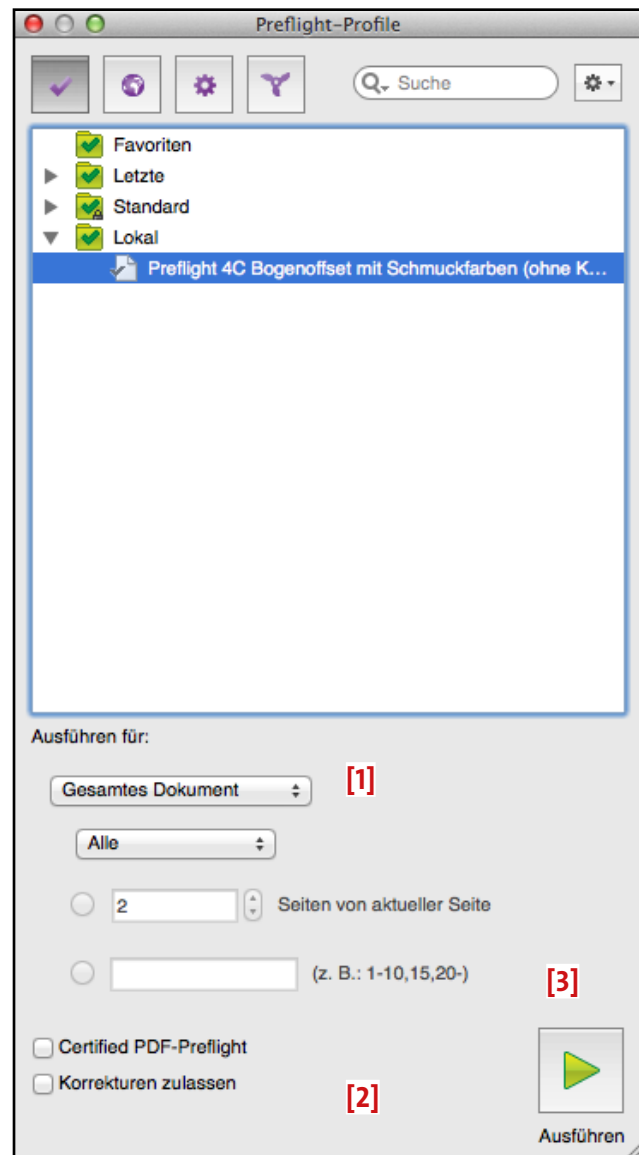 Preflight-Profile
Suche
Favoriten
Letzte
Standard
Lokal
Preflight 4C Bogenoffset mit Schmuckfarben (ohne K...
Ausführen für:
Gesamtes Dokument [1]
Alle
2 Seiten von aktueller Seite
(z. B.: 1-10,15,20-)
[3]
Certified PDF-Preflight
Korrekturen zulassen [2]
Ausführen